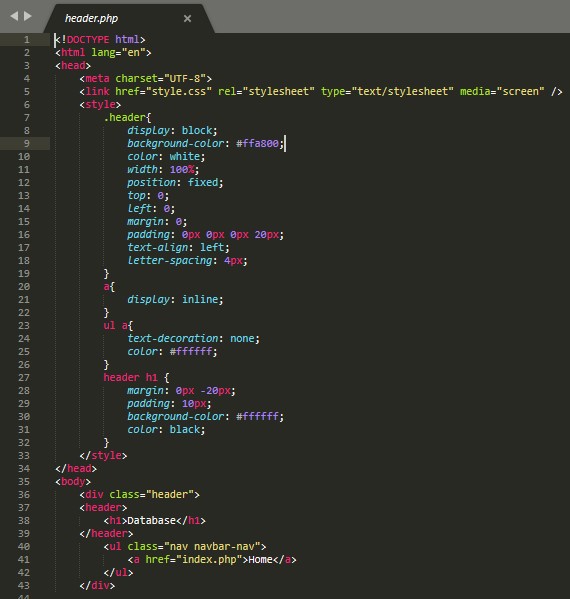 header.php ×
1 <!DOCTYPE html>
2 <html lang="en">
3 <head>
4     <meta charset="UTF-8">
5     <link href="style.css" rel="stylesheet" type="text/stylesheet" media="screen" />
6     <style>
7         .header{
8             display: block;
9             background-color: #ffa800;
10             color: white;
11             width: 100%;
12             position: fixed;
13             top: 0;
14             left: 0;
15             margin: 0;
16             padding: 0px 0px 0px 20px;
17             text-align: left;
18             letter-spacing: 4px;
19         }
20         a{
21             display: inline;
22         }
23         ul a{
24             text-decoration: none;
25             color: #ffffff;
26         }
27         header h1 {
28             margin: 0px -20px;
29             padding: 10px;
30             background-color: #ffffff;
31             color: black;
32         }
33     </style>
34 </head>
35 <body>
36     <div class="header">
37     <header>
38         <h1>Database</h1>
39     </header>
40         <ul class="nav navbar-nav">
41             <a href="index.php">Home</a>
42         </ul>
43     </div>
44